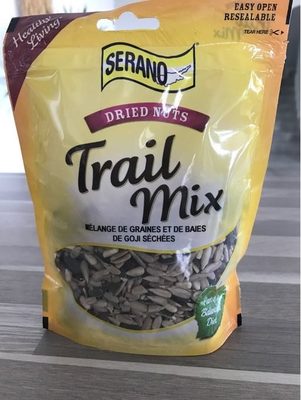 Healthy
Living
EASY OPEN
RESEALABLE
TEAR HERE
SERANO
DRIED NUTS
Trail
Mix
MÉLANGE DE GRAINES ET DE BAIES
DE GOJI SÉCHÉES
Diet